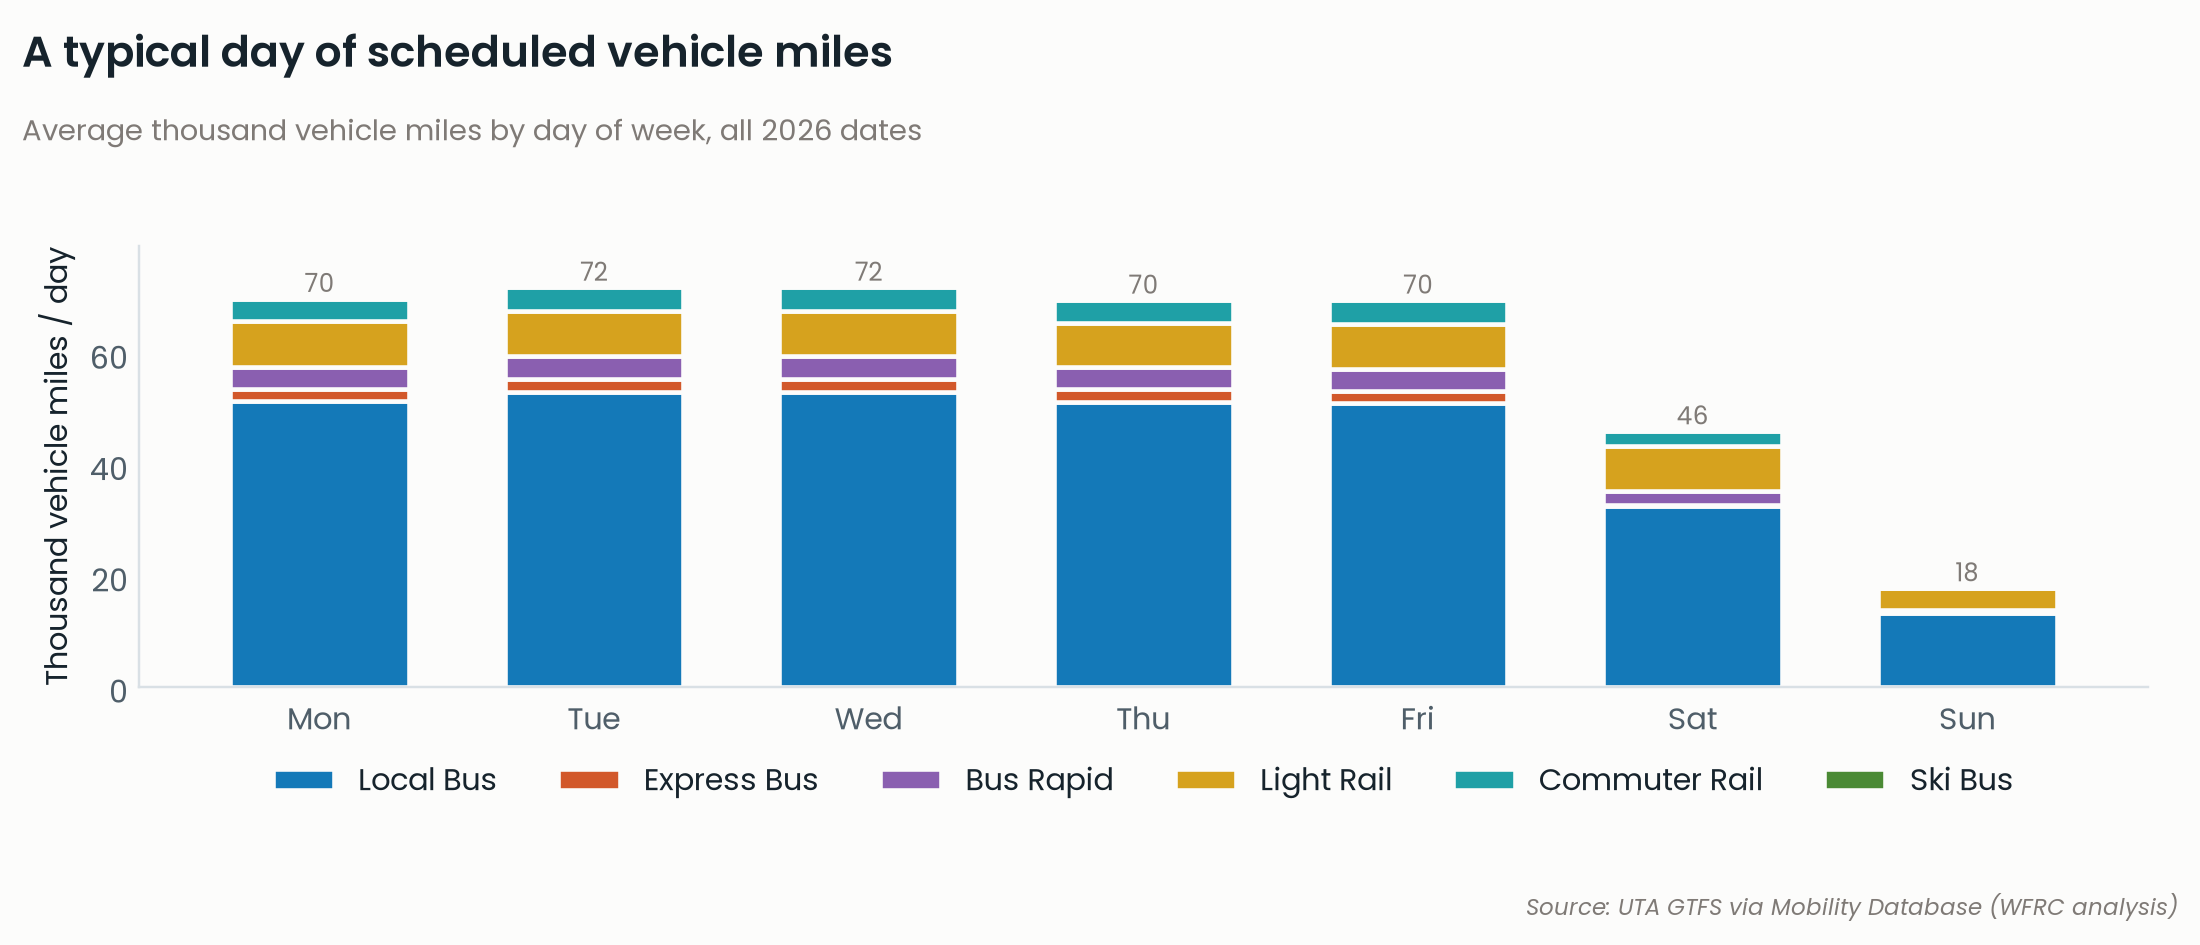 A typical day of scheduled vehicle miles
Average thousand vehicle miles by day of week, all 2026 dates
Thousand vehicle miles / day
60
40
20
0
70
72
72
70
70
46
18
Mon
Tue
Wed
Thu
Fri
Sat
Sun
Local Bus
Express Bus
Bus Rapid
Light Rail
Commuter Rail
Ski Bus
Source: UTA GTFS via Mobility Database (WFRC analysis)